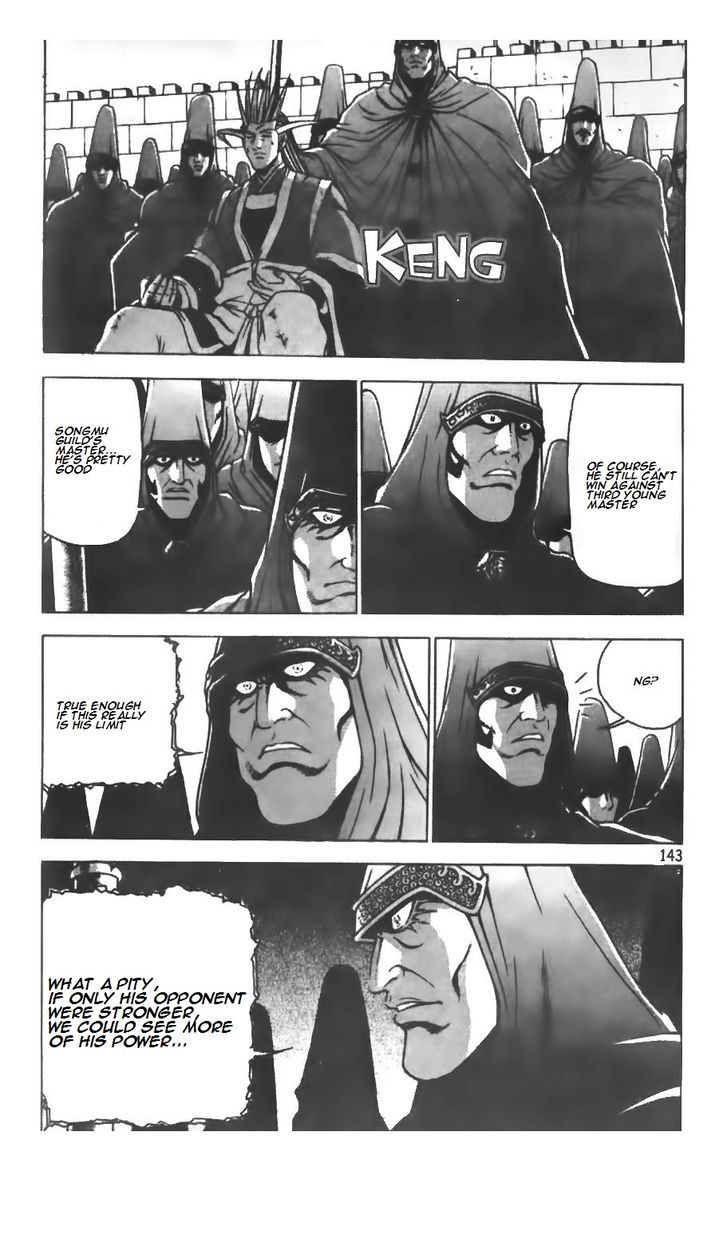 KENG
SONGMU
GUILD'S
MASTER...
HE'S PRETTY
GOOD
OF COURSE,
HE STILL CAN'T
WIN AGAINST
THIRD YOUNG
MASTER
TRUE ENOUGH
IF THIS REALLY
IS HIS LIMIT
NG?
143
WHAT A PITY,
IF ONLY HIS OPPONENT
WERE STRONGER,
WE COULD SEE MORE
OF HIS POWER...